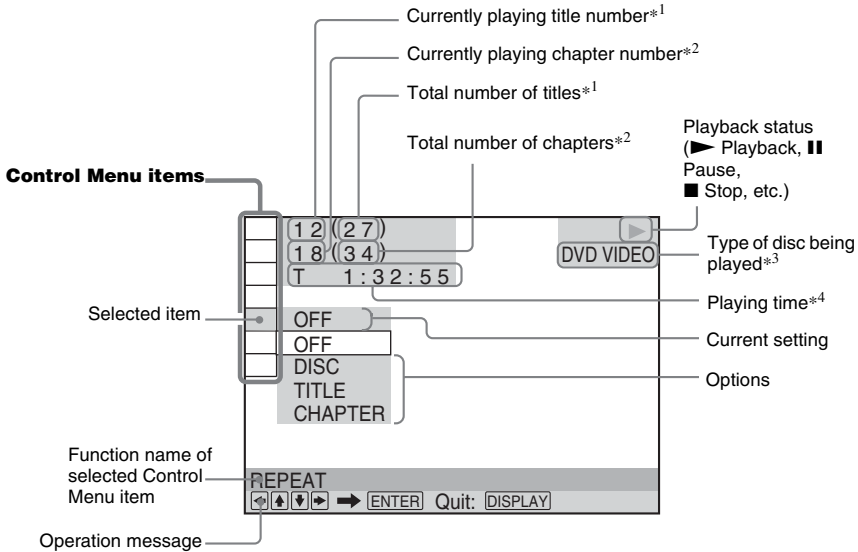 Currently playing title number*1
Currently playing chapter number*2
Total number of titles*1
Total number of chapters*2
Playback status
(► Playback, ❚❚
Pause,
■ Stop, etc.)
Control Menu items
12(27)
18(34)
T 1:32:55
►
DVD VIDEO
Type of disc being
played*3
Playing time*4
Selected item
OFF
Current setting
OFF
DISC
TITLE
CHAPTER
Options
Function name of
selected Control
Menu item
REPEAT
←↑↓→ ➡ ENTER Quit: DISPLAY
Operation message